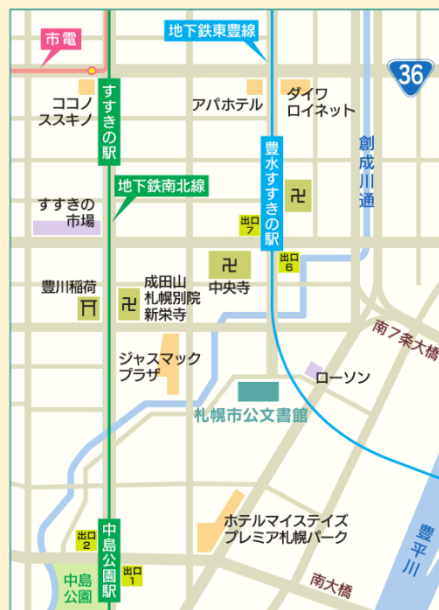 市電
地下鉄東豊線
36
ココノ
ススキノ
すすきの駅
アパホテル
ダイワ
ロイネット
創成川通
地下鉄南北線
豊水すすきの駅
すすきの
市場
出口
7
出口
6
豊川稲荷
成田山
札幌別院
新栄寺
中央寺
南7条大橋
ジャスマック
プラザ
ローソン
札幌市公文書館
ホテルマイステイズ
プレミア札幌パーク
豊平川
出口
2
中島公園駅
出口
1
中島
公園
南大橋